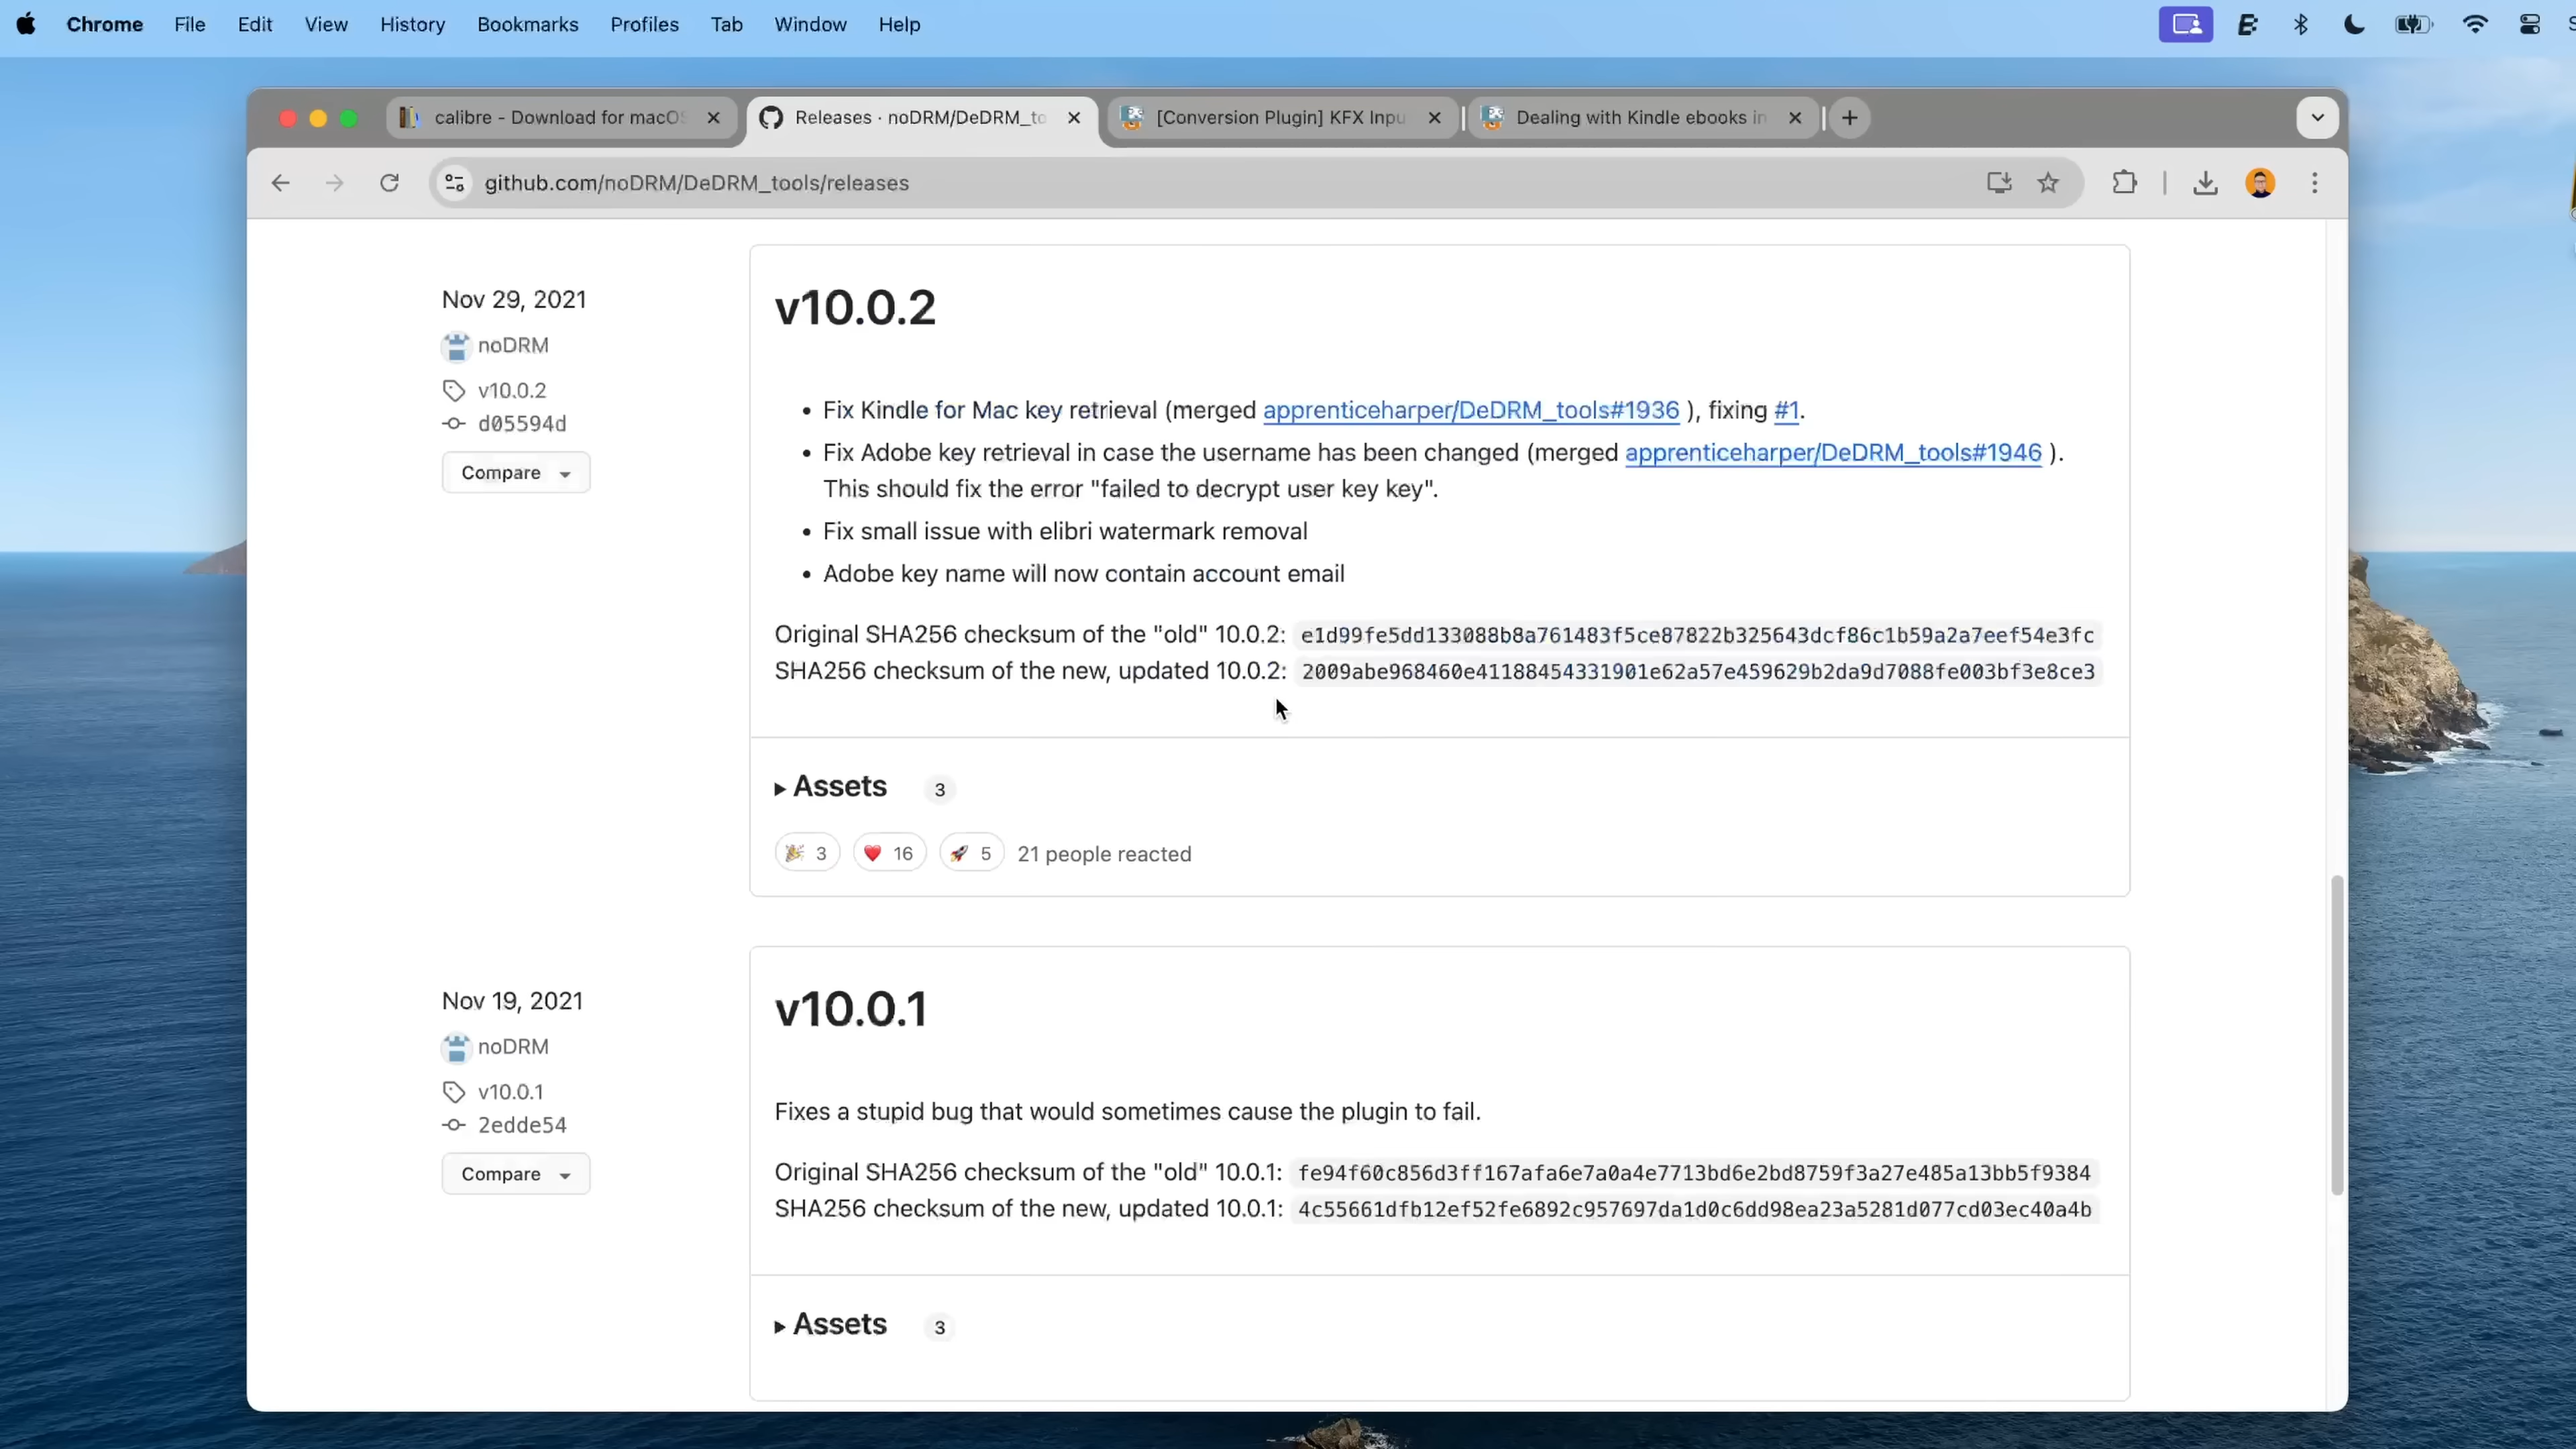 Chrome File Edit View History Bookmarks Profiles Tab Window Help
calibre - Download for macOS
Releases · noDRM/DeDRM_to
[Conversion Plugin] KFX Inpu
Dealing with Kindle ebooks in
github.com/noDRM/DeDRM_tools/releases
Nov 29, 2021
noDRM
v10.0.2
d05594d
Compare
v10.0.2
• Fix Kindle for Mac key retrieval (merged apprenticeharper/DeDRM_tools#1936 ), fixing #1.
• Fix Adobe key retrieval in case the username has been changed (merged apprenticeharper/DeDRM_tools#1946 ).
This should fix the error "failed to decrypt user key key".
• Fix small issue with elibri watermark removal
• Adobe key name will now contain account email
Original SHA256 checksum of the "old" 10.0.2: e1d99fe5dd133088b8a761483f5ce87822b325643dcf86c1b59a2a7eef54e3fc
SHA256 checksum of the new, updated 10.0.2: 2009abe968460e41188454331901e62a57e459629b2da9d7088fe003bf3e8ce3
Assets 3
3 16 5 21 people reacted
Nov 19, 2021
noDRM
v10.0.1
2edde54
Compare
v10.0.1
Fixes a stupid bug that would sometimes cause the plugin to fail.
Original SHA256 checksum of the "old" 10.0.1: fe94f60c856d3ff167afa6e7a0a4e7713bd6e2bd8759f3a27e485a13bb5f9384
SHA256 checksum of the new, updated 10.0.1: 4c55661dfb12ef52fe6892c957697da1d0c6dd98ea23a5281d077cd03ec40a4b
Assets 3